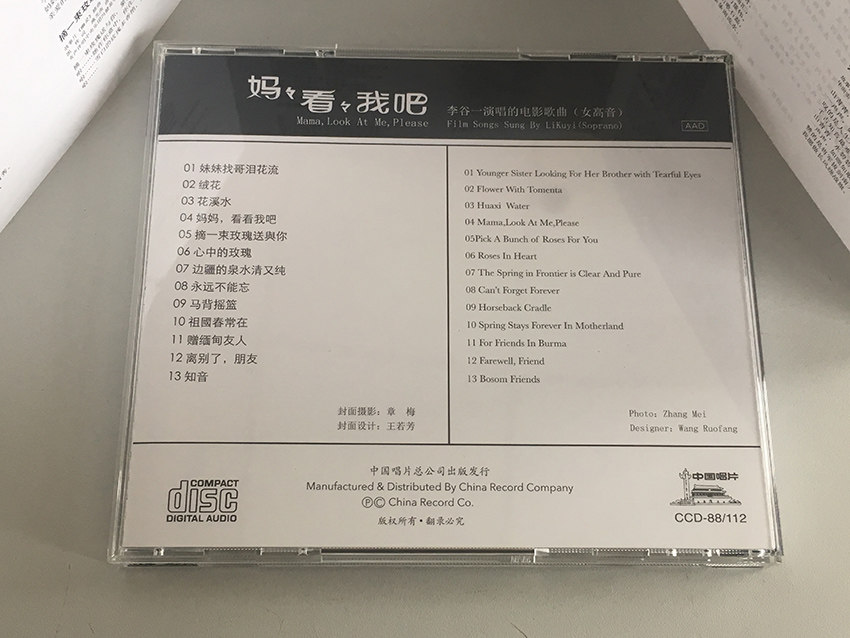 妈々看々我吧
Mama,Look At Me,Please
李谷一演唱的电影歌曲（女高音）
Film Songs Sung By LiKuyi(Soprano)
AAD
01 妹妹找哥泪花流
02 绒花
03 花溪水
04 妈妈，看看我吧
05 摘一束玫瑰送與你
06 心中的玫瑰
07 边疆的泉水清又纯
08 永远不能忘
09 马背摇篮
10 祖國春常在
11 赠缅甸友人
12 离别了，朋友
13 知音
封面摄影：章 梅
封面设计：王若芳
01 Younger Sister Looking For Her Brother with Tearful Eyes
02 Flower With Tomenta
03 Huaxi Water
04 Mama,Look At Me,Please
05Pick A Bunch of Roses For You
06 Roses In Heart
07 The Spring in Frontier is Clear And Pure
08 Can't Forget Forever
09 Horseback Cradle
10 Spring Stays Forever In Motherland
11 For Friends In Burma
12 Farewell, Friend
13 Bosom Friends
Photo: Zhang Mei
Designer: Wang Ruofang
COMPACT
disc
DIGITAL AUDIO
中国唱片总公司出版发行
Manufactured & Distributed By China Record Company
ⓅⒸ China Record Co.
版权所有·翻录必究
中国唱片
CCD-88/112